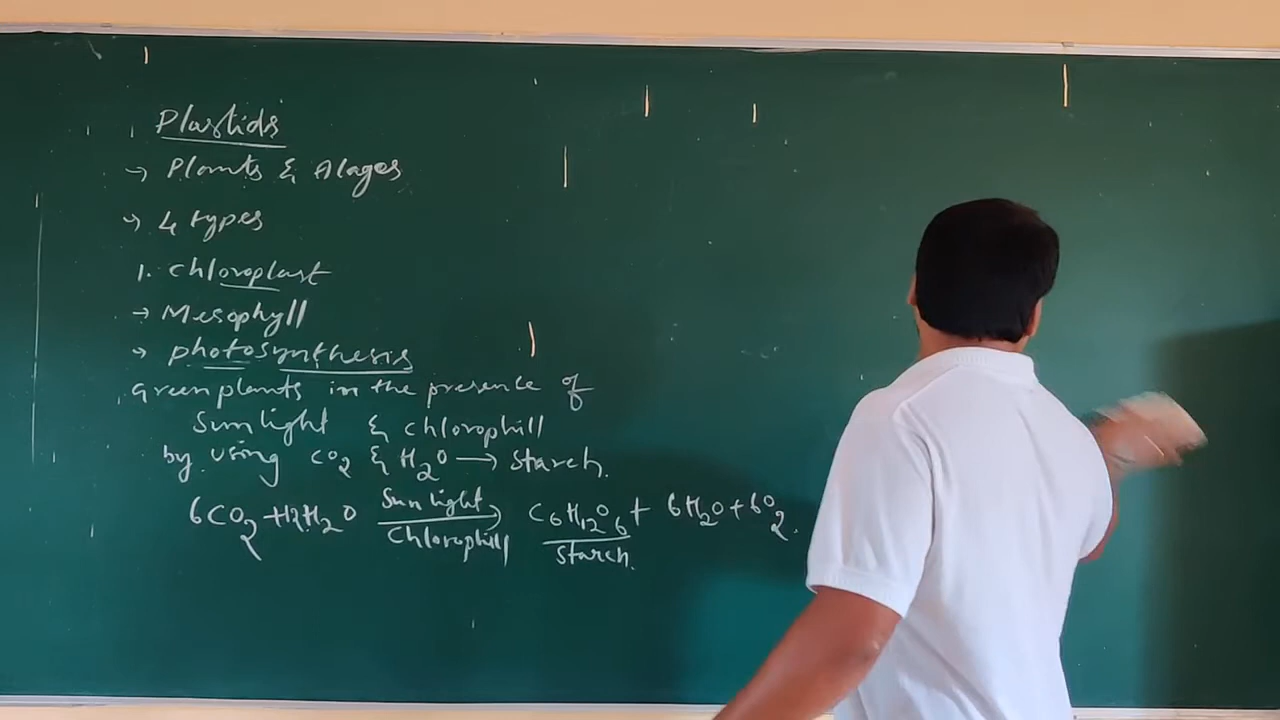 Plastids
→ Plants & Alages
→ 4 types
1. Chloroplast
→ Mesophyll
→ photosynthesis
Green plants in the presence of
Sunlight & chlorophill
by using CO2 & H2O → starch.
6CO2 + 12H2O Sunlight → Chlorophill C6H12O6 + 6H2O + 6O2.
starch.